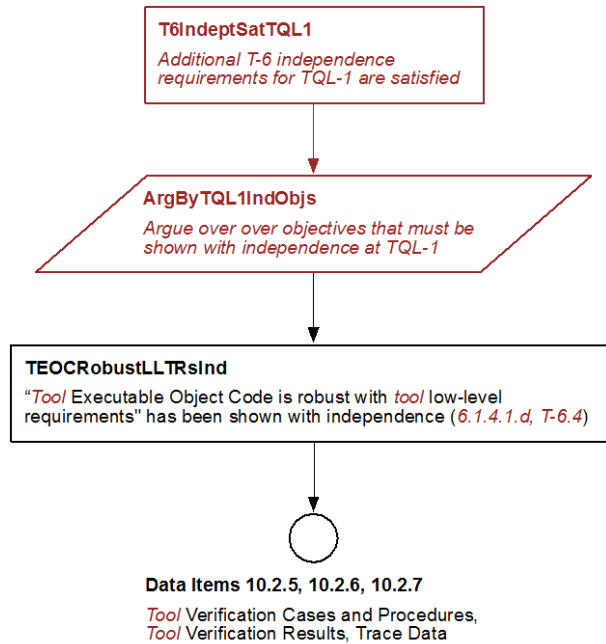 T6IndeptSatTQL1
Additional T-6 independence
requirements for TQL-1 are satisfied
ArgByTQL1IndObjs
Argue over over objectives that must be
shown with independence at TQL-1
TEOCRobustLLTRsInd
“Tool Executable Object Code is robust with tool low-level
requirements" has been shown with independence (6.1.4.1.d, T-6.4)
Data Items 10.2.5, 10.2.6, 10.2.7
Tool Verification Cases and Procedures,
Tool Verification Results, Trace Data